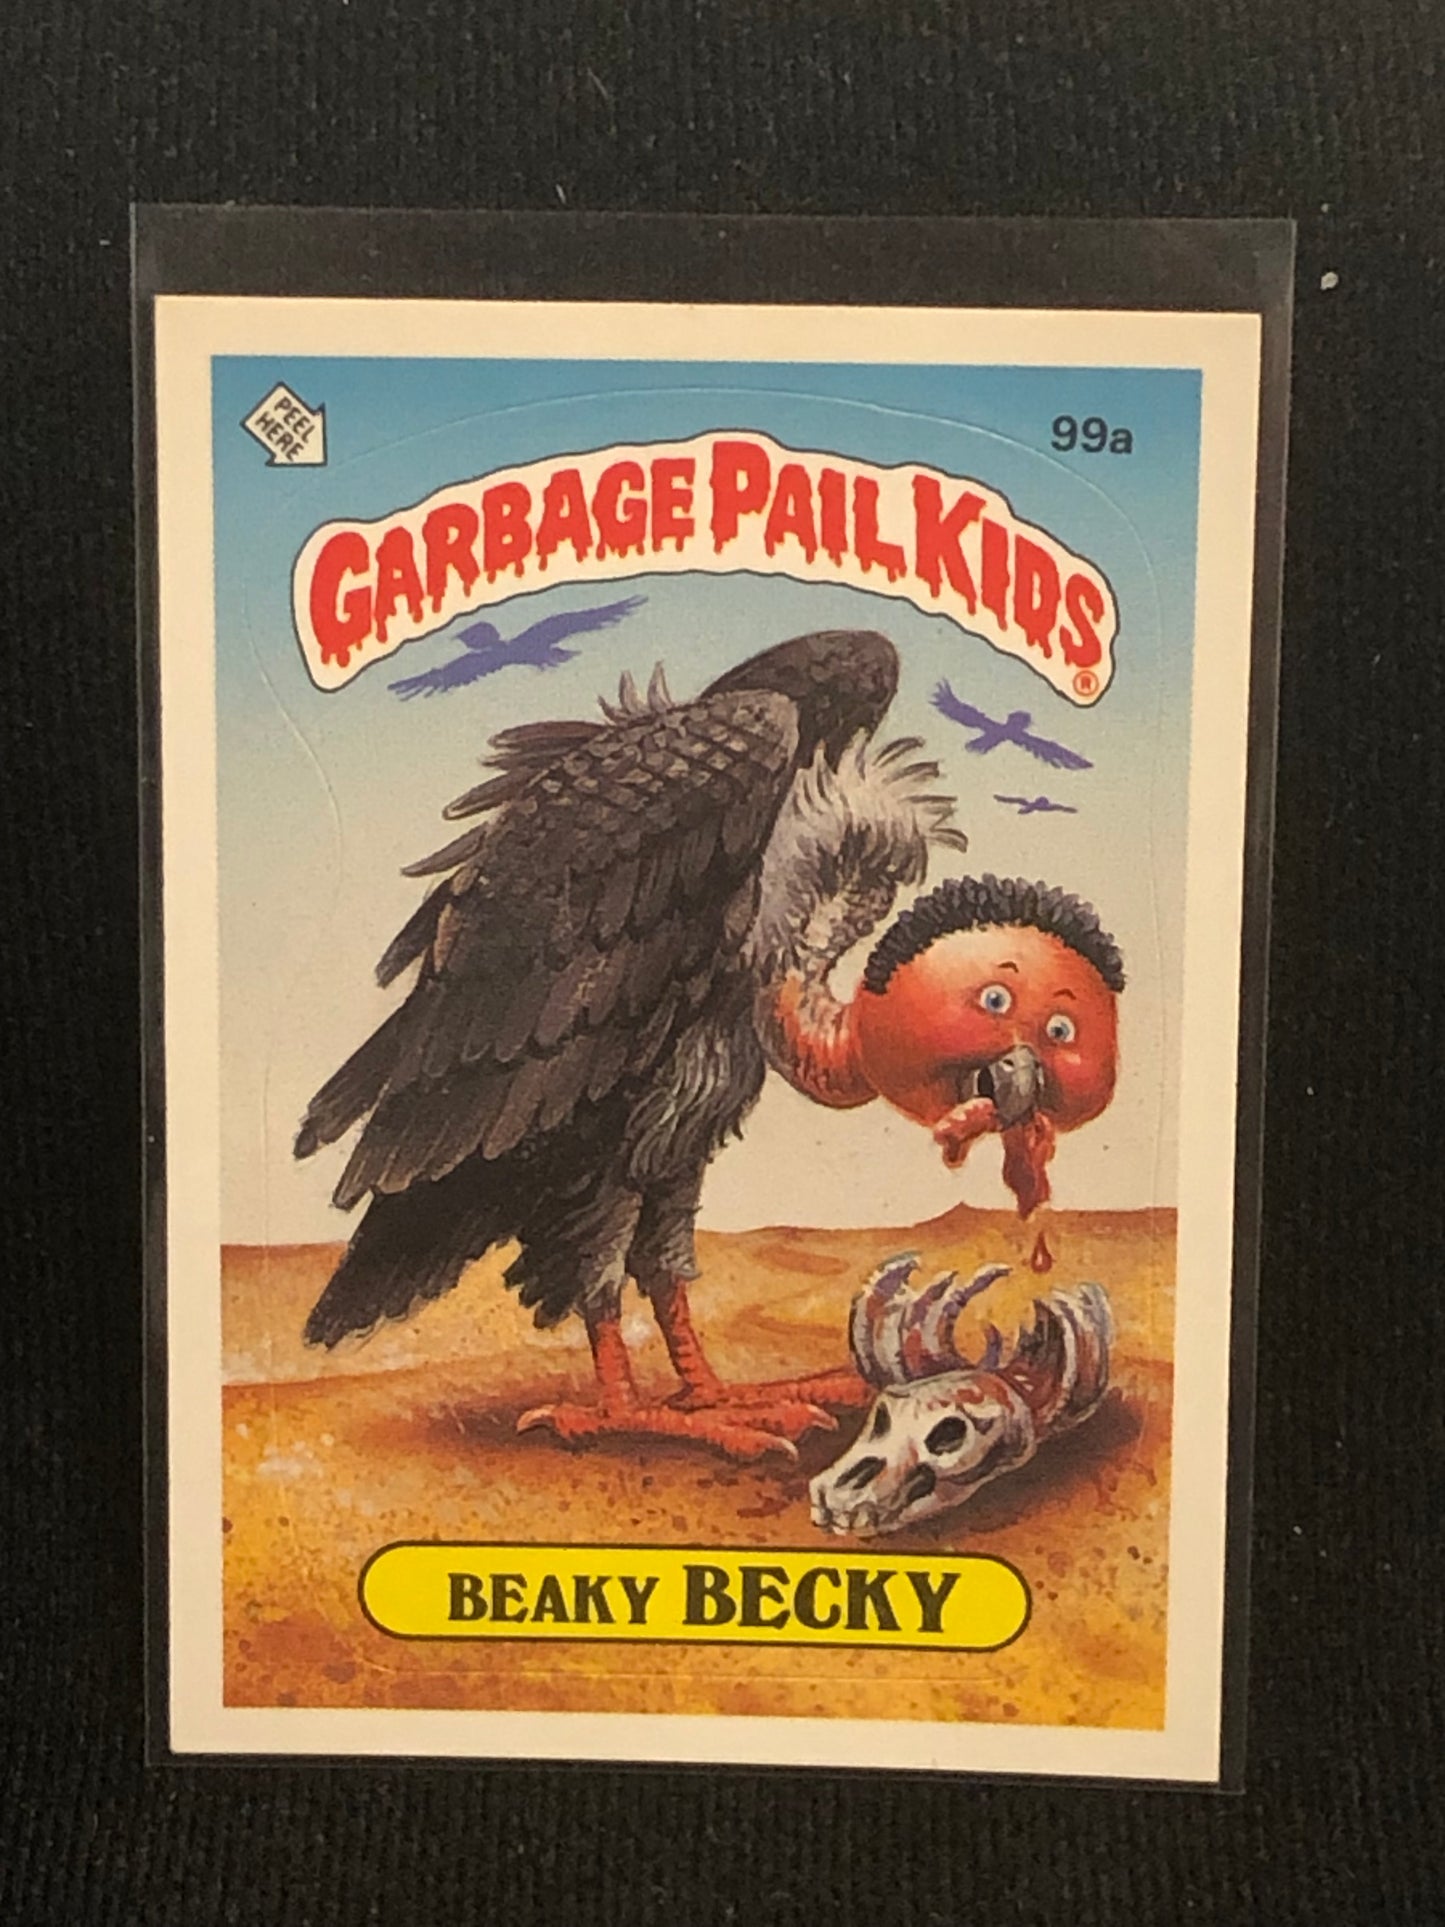 PEEL
HERE
99a
GARBAGE PAIL KIDS
®
BEAKY BECKY